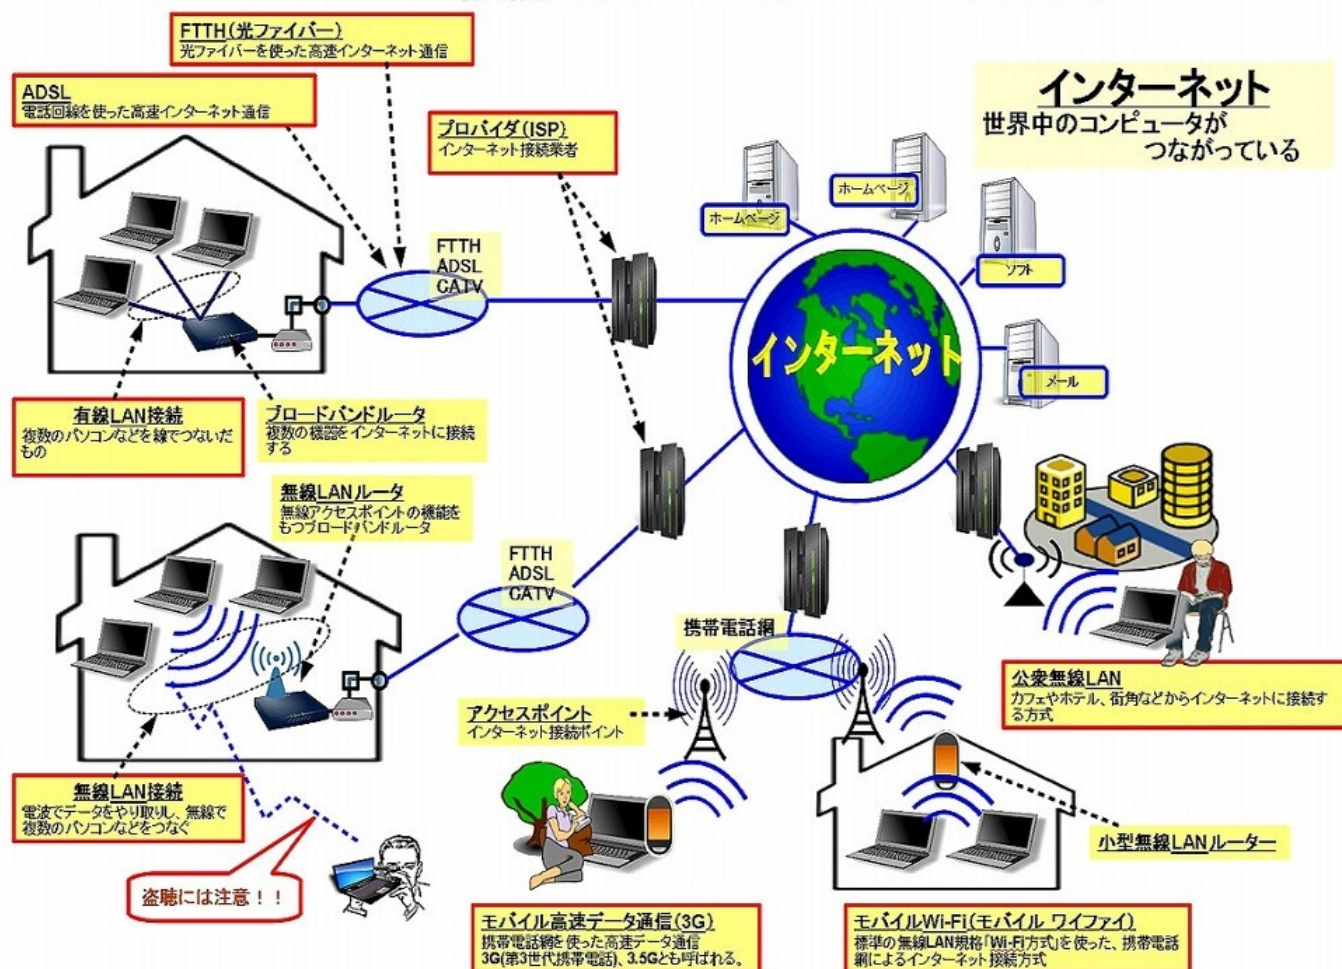 FTTH(光ファイバー)
光ファイバーを使った高速インターネット通信
ADSL
電話回線を使った高速インターネット通信
プロバイダ(ISP)
インターネット接続業者
インターネット
世界中のコンピュータが
つながっている
ホームページ
ホームページ
ソフト
メール
インターネット
FTTH
ADSL
CATV
有線LAN接続
複数のパソコンなどを線でつないだ
もの
ブロードバンドルータ
複数の機器をインターネットに接続
する
無線LANルータ
無線アクセスポイントの機能を
もつブロードバンドルータ
FTTH
ADSL
CATV
携帯電話網
公衆無線LAN
カフェやホテル、街角などからインターネットに接続す
る方式
アクセスポイント
インターネット接続ポイント
無線LAN接続
電波でデータをやり取りし、無線で
複数のパソコンなどをつなぐ
盗聴には注意！！
小型無線LANルーター
モバイル高速データ通信(3G)
携帯電話網を使った高速データ通信
3G(第3世代携帯電話)、3.5Gとも呼ばれる。
モバイルWi-Fi(モバイル ワイファイ)
標準の無線LAN規格「Wi-Fi方式」を使った、携帯電話
網によるインターネット接続方式